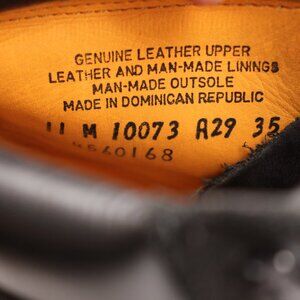 GENUINE LEATHER UPPER
LEATHER AND MAN-MADE LININGS
MAN-MADE OUTSOLE
MADE IN DOMINICAN REPUBLIC
11 M 10073 A29 35
4560168